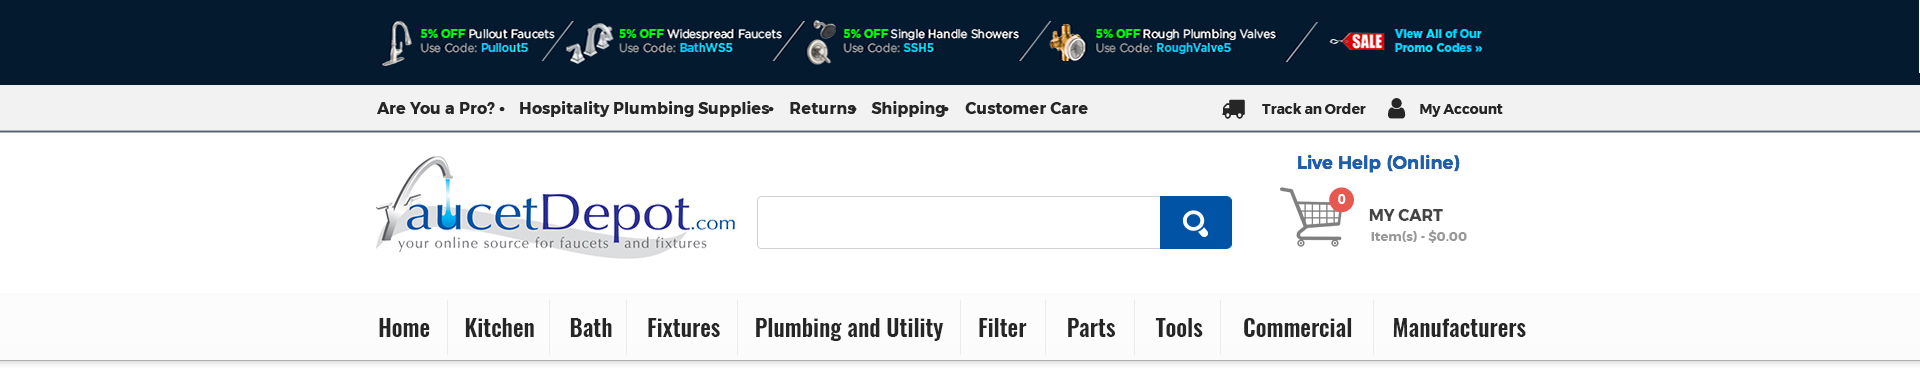 5% OFF Pullout Faucets
Use Code: Pullout5
5% OFF Widespread Faucets
Use Code: BathWS5
5% OFF Single Handle Showers
Use Code: SSH5
5% OFF Rough Plumbing Valves
Use Code: RoughValve5
SALE
View All of Our
Promo Codes »
Are You a Pro? • Hospitality Plumbing Supplies • Returns • Shipping • Customer Care
Track an Order My Account
Live Help (Online)
FaucetDepot.com
your online source for faucets and fixtures
0
MY CART
Item(s) - $0.00
Home Kitchen Bath Fixtures Plumbing and Utility Filter Parts Tools Commercial Manufacturers